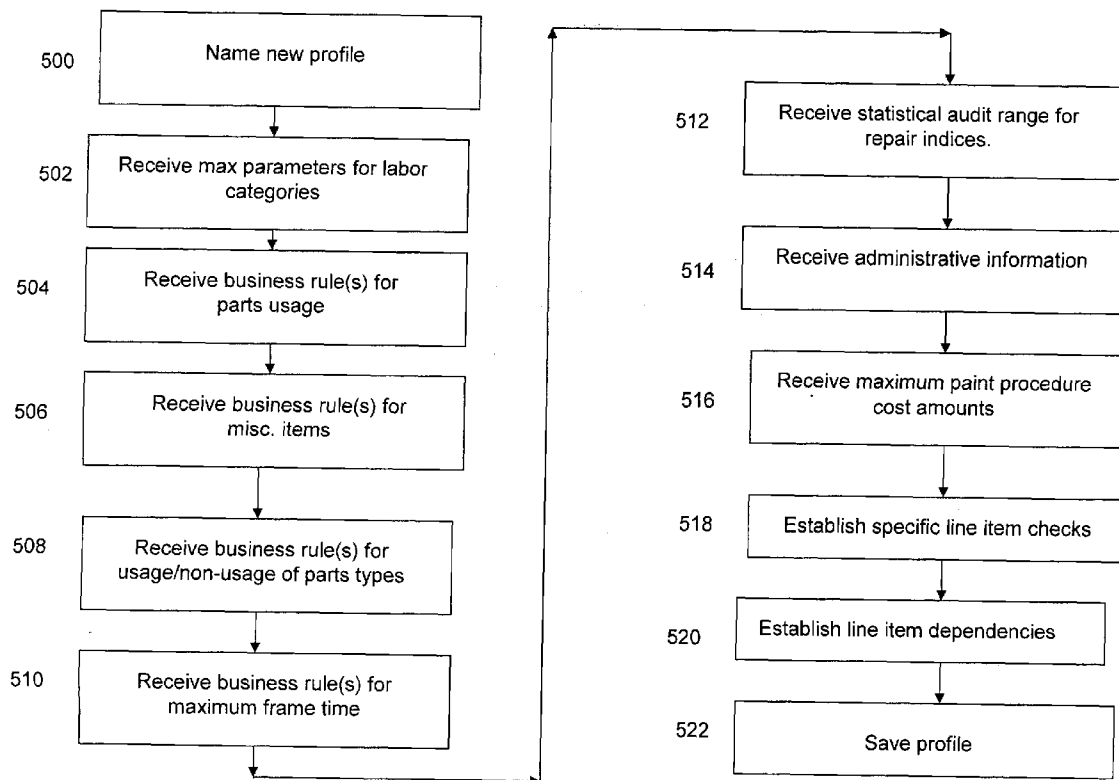 500
Name new profile
502
Receive max parameters for labor
categories
504
Receive business rule(s) for
parts usage
506
Receive business rule(s) for
misc. items
508
Receive business rule(s) for
usage/non-usage of parts types
510
Receive business rule(s) for
maximum frame time
512
Receive statistical audit range for
repair indices.
514
Receive administrative information
516
Receive maximum paint procedure
cost amounts
518
Establish specific line item checks
520
Establish line item dependencies
522
Save profile